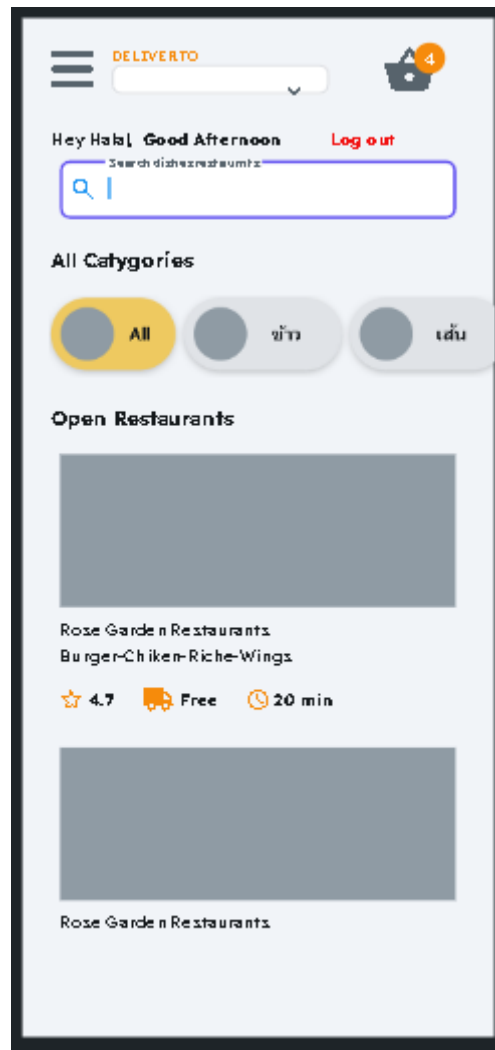 DELIVERTO
4
Hey Halal, Good Afternoon
Log out
Search dishes restaurnts
All Catygories
All
ข้าว
เส้น
Open Restaurants
Rose Garden Restaurants
Burger-Chiken-Riche-Wings
4.7
Free
20 min
Rose Garden Restaurants